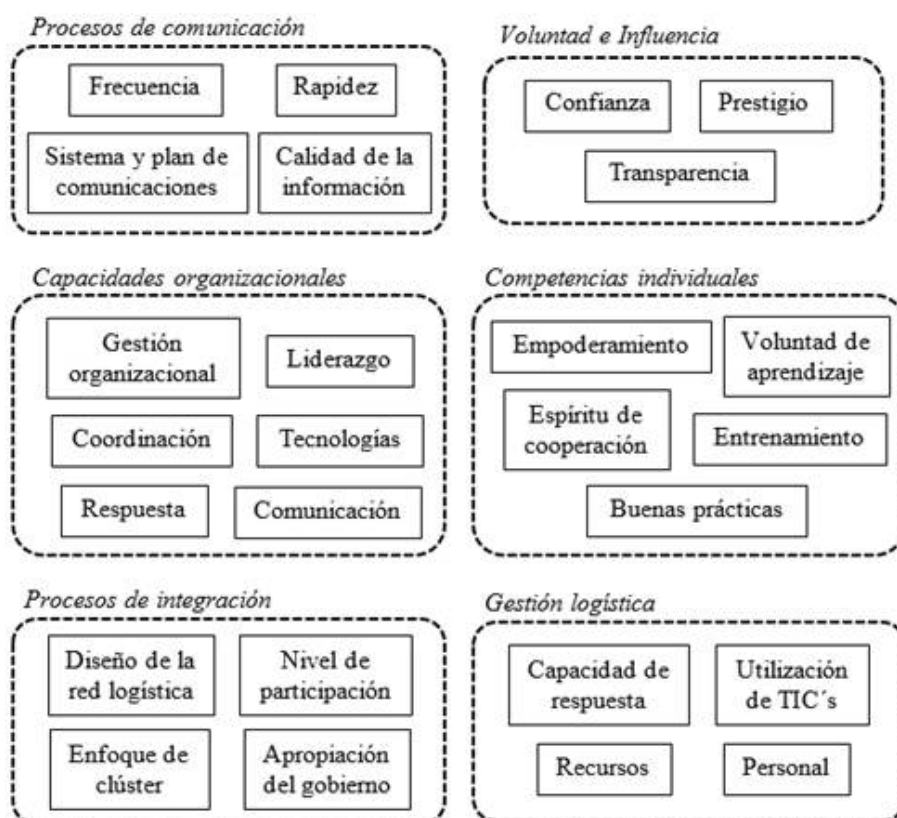 Procesos de comunicación
Frecuencia
Rapidez
Sistema y plan de
comunicaciones
Calidad de la
información
Voluntad e Influencia
Confianza
Prestigio
Transparencia
Capacidades organizacionales
Gestión
organizacional
Liderazgo
Coordinación
Tecnologías
Respuesta
Comunicación
Competencias individuales
Empoderamiento
Voluntad de
aprendizaje
Espíritu de
cooperación
Entrenamiento
Buenas prácticas
Procesos de integración
Diseño de la
red logística
Nivel de
participación
Enfoque de
clúster
Apropiación
del gobierno
Gestión logística
Capacidad de
respuesta
Utilización
de TIC´s
Recursos
Personal